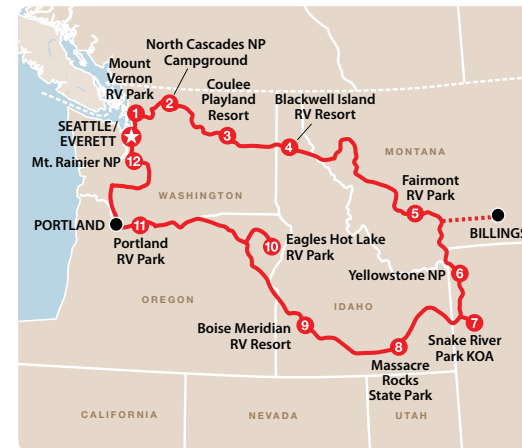 North Cascades NP
Campground
Mount
Vernon
RV Park
Coulee
Playland
Resort
Blackwell Island
RV Resort
1
2
3
4
SEATTLE/
EVERETT
MONTANA
Mt. Rainier NP
12
Fairmont
RV Park
WASHINGTON
5
PORTLAND
11
BILLINGS
Portland
RV Park
10
Eagles Hot Lake
RV Park
Yellowstone NP
6
OREGON
IDAHO
Boise Meridian
RV Resort
9
7
8
Snake River
Park KOA
Massacre
Rocks
State Park
CALIFORNIA
NEVADA
UTAH